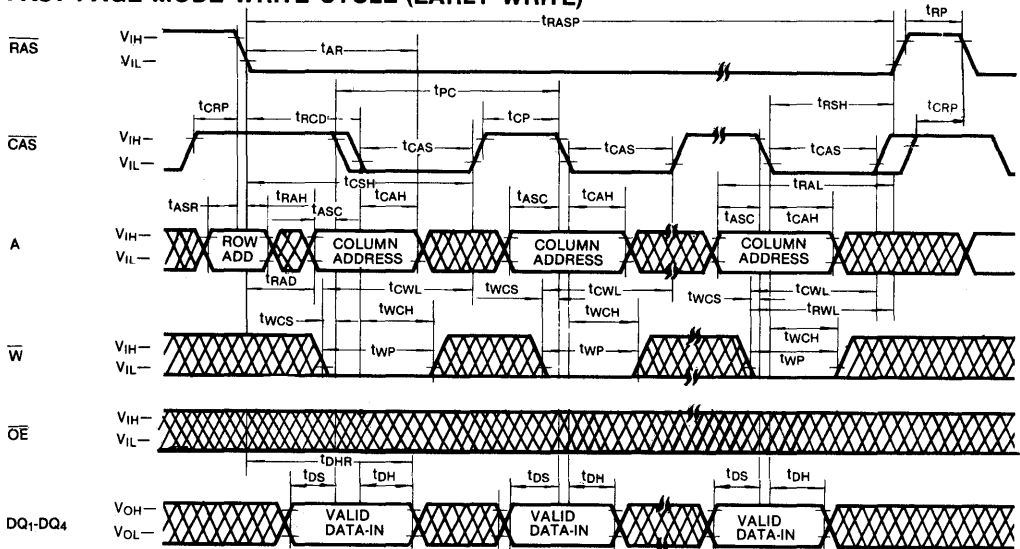 FAST PAGE MODE WRITE CYCLE (EARLY WRITE)
tRASP
tRP
RAS
VIH–
VIL–
tAR
tPC
tCRP
tRCD
tCP
tRSH
tCRP
CAS
VIH–
VIL–
tCAS
tCAS
tCAS
tCSH
tRAL
tASR
tRAH
tASC
tCAH
tASC
tCAH
tASC
tCAH
A
VIH–
VIL–
ROW ADD
COLUMN ADDRESS
COLUMN ADDRESS
COLUMN ADDRESS
tRAD
tCWL
tWCS
tCWL
tWCS
tCWL
tRWL
tWCS
tWCH
tWCH
tWCH
W
VIH–
VIL–
tWP
tWP
tWP
OE
VIH–
VIL–
tDHR
tDS
tDH
tDS
tDH
tDS
tDH
DQ1-DQ4
VOH–
VOL–
VALID DATA-IN
VALID DATA-IN
VALID DATA-IN